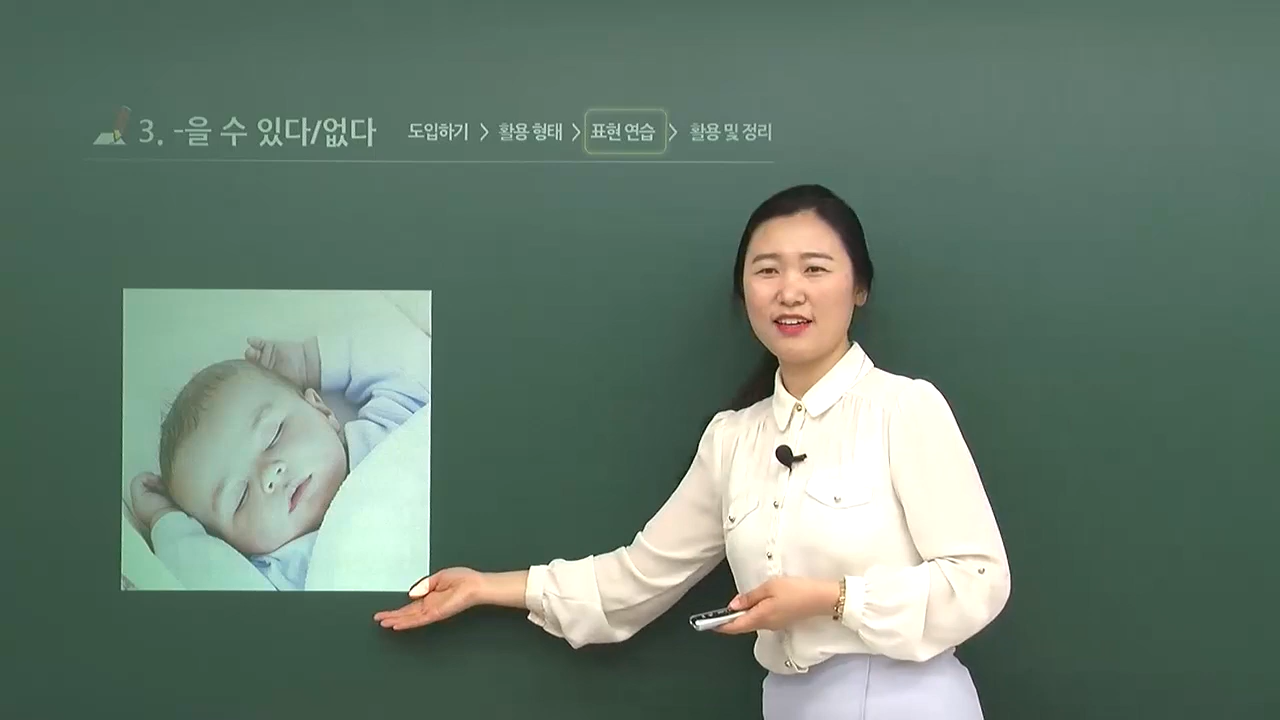 3. -을 수 있다/없다 도입하기 > 활용 형태 > 표현 연습 > 활용 및 정리